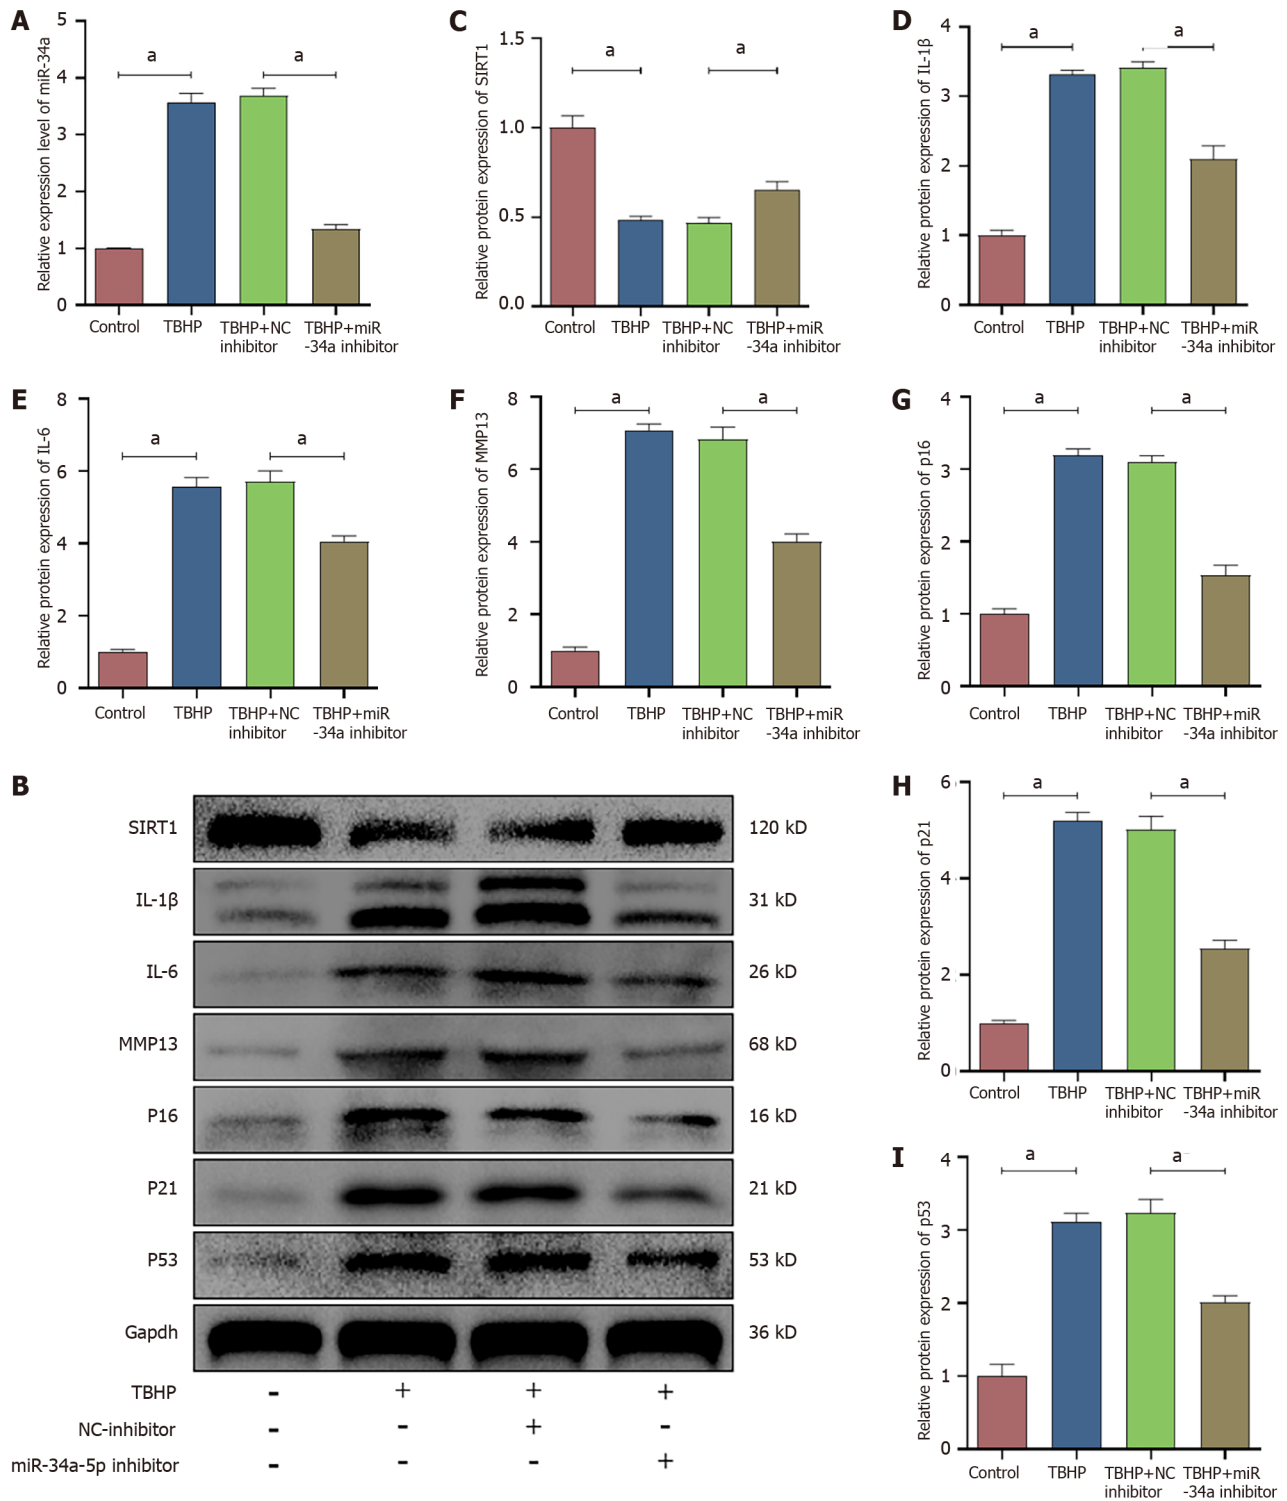 A
Relative expression level of miR-34a
5
4
3
2
1
0
a
a
Control
TBHP
TBHP+NC
inhibitor
TBHP+miR
-34a inhibitor
C
Relative protein expression of SIRT1
1.5
1.0
0.5
0.0
a
a
Control
TBHP
TBHP+NC
inhibitor
TBHP+miR
-34a inhibitor
D
Relative protein expression of IL-1β
4
3
2
1
0
a
a
Control
TBHP
TBHP+NC
inhibitor
TBHP+miR
-34a inhibitor
E
Relative protein expression of IL-6
8
6
4
2
0
a
a
Control
TBHP
TBHP+NC
inhibitor
TBHP+miR
-34a inhibitor
F
Relative protein expression of MMP13
8
6
4
2
0
a
a
Control
TBHP
TBHP+NC
inhibitor
TBHP+miR
-34a inhibitor
G
Relative protein expression of p16
4
3
2
1
0
a
a
Control
TBHP
TBHP+NC
inhibitor
TBHP+miR
-34a inhibitor
B
SIRT1 120 kD
IL-1β 31 kD
IL-6 26 kD
MMP13 68 kD
P16 16 kD
P21 21 kD
P53 53 kD
Gapdh 36 kD
TBHP - + + +
NC-inhibitor - - + -
miR-34a-5p inhibitor - - - +
H
Relative protein expression of p21
6
4
2
0
a
a
Control
TBHP
TBHP+NC
inhibitor
TBHP+miR
-34a inhibitor
I
Relative protein expression of p53
4
3
2
1
0
a
a
Control
TBHP
TBHP+NC
inhibitor
TBHP+miR
-34a inhibitor